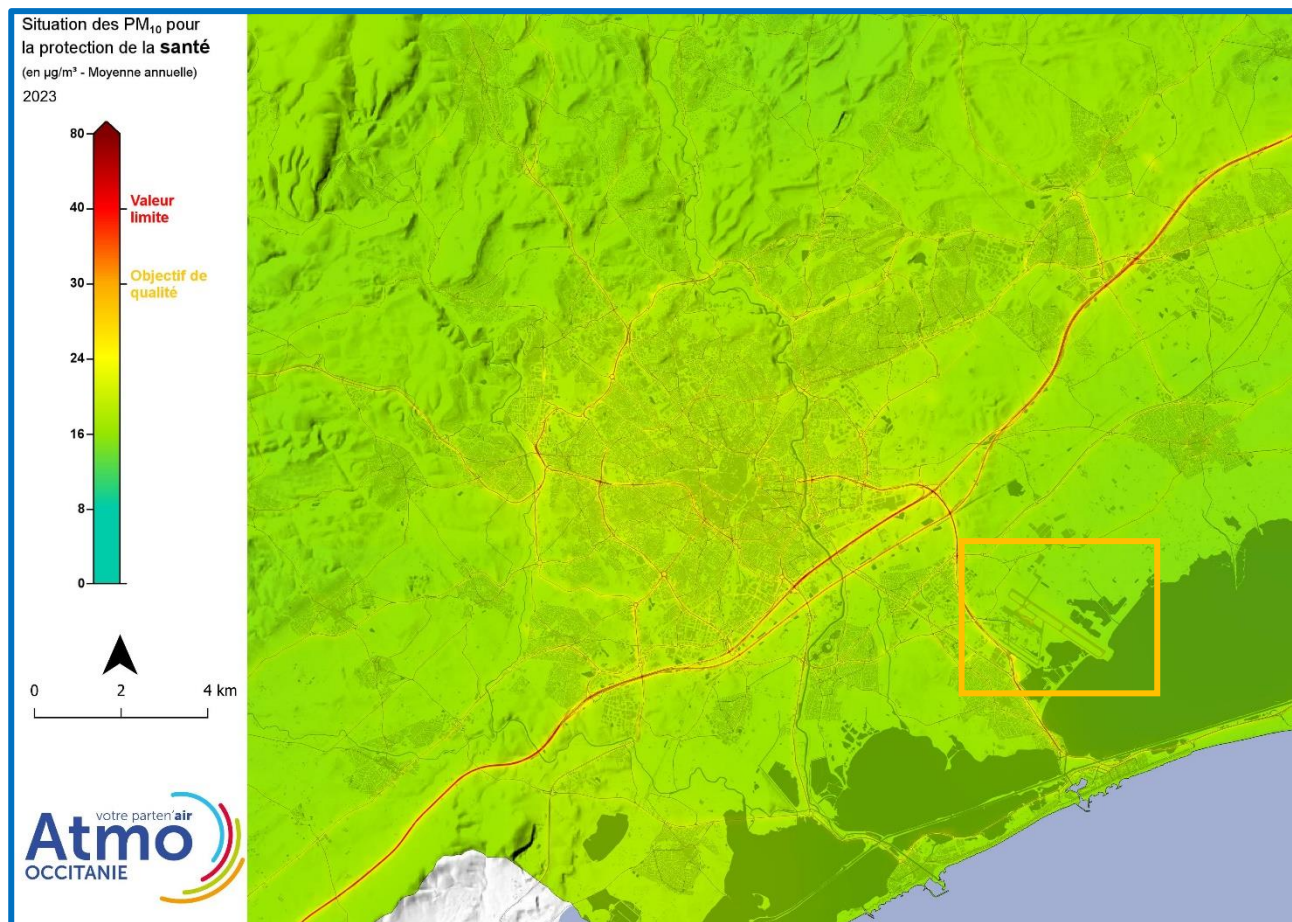 Situation des PM₁₀ pour
la protection de la santé
(en µg/m³ - Moyenne annuelle)
2023
80
Valeur
limite
40
Objectif de
qualité
30
24
16
8
0
0 2 4 km
votre parten'air
Atmo
OCCITANIE